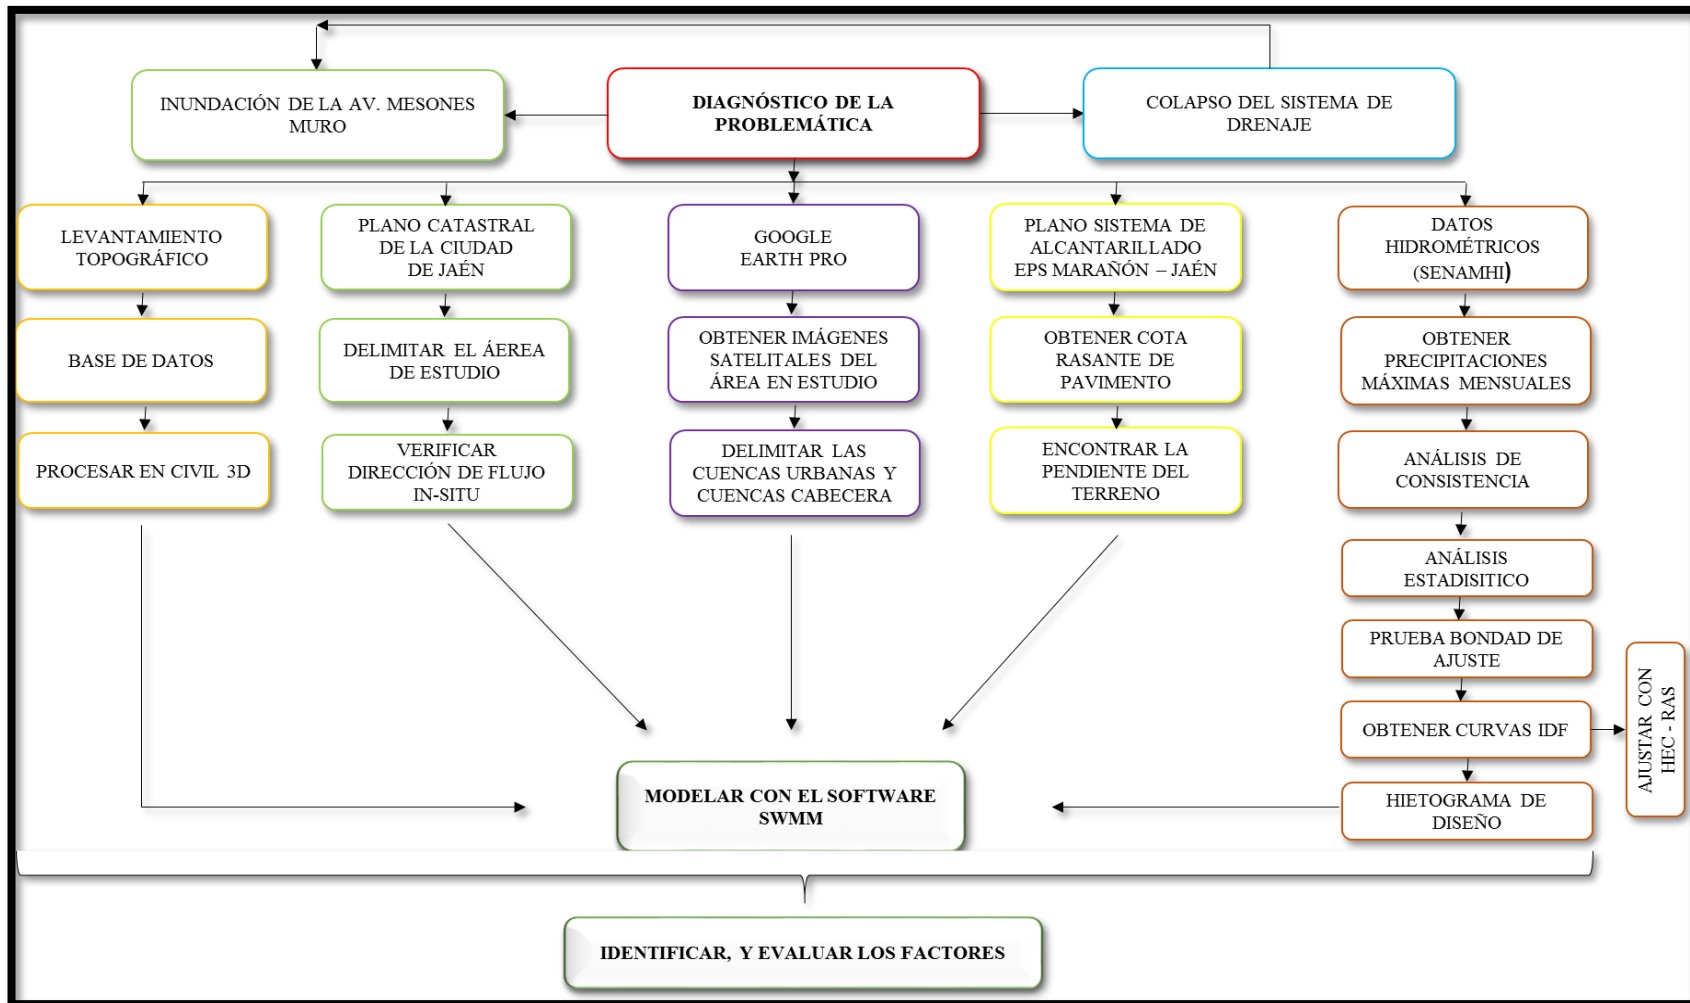 INUNDACIÓN DE LA AV. MESONES
MURO
DIAGNÓSTICO DE LA
PROBLEMÁTICA
COLAPSO DEL SISTEMA DE
DRENAJE
LEVANTAMIENTO
TOPOGRÁFICO
PLANO CATASTRAL
DE LA CIUDAD
DE JAÉN
GOOGLE
EARTH PRO
PLANO SISTEMA DE
ALCANTARILLADO
EPS MARAÑÓN – JAÉN
DATOS
HIDROMÉTRICOS
(SENAMHI)
BASE DE DATOS
DELIMITAR EL ÁEREA
DE ESTUDIO
OBTENER IMÁGENES
SATELITALES DEL
ÁREA EN ESTUDIO
OBTENER COTA
RASANTE DE
PAVIMENTO
OBTENER
PRECIPITACIONES
MÁXIMAS MENSUALES
PROCESAR EN CIVIL 3D
VERIFICAR
DIRECCIÓN DE FLUJO
IN-SITU
DELIMITAR LAS
CUENCAS URBANAS Y
CUENCAS CABECERA
ENCONTRAR LA
PENDIENTE DEL
TERRENO
ANÁLISIS DE
CONSISTENCIA
ANÁLISIS
ESTADISITICO
PRUEBA BONDAD DE
AJUSTE
OBTENER CURVAS IDF
AJUSTAR CON
HEC - RAS
HIETOGRAMA DE
DISEÑO
MODELAR CON EL SOFTWARE
SWMM
IDENTIFICAR, Y EVALUAR LOS FACTORES